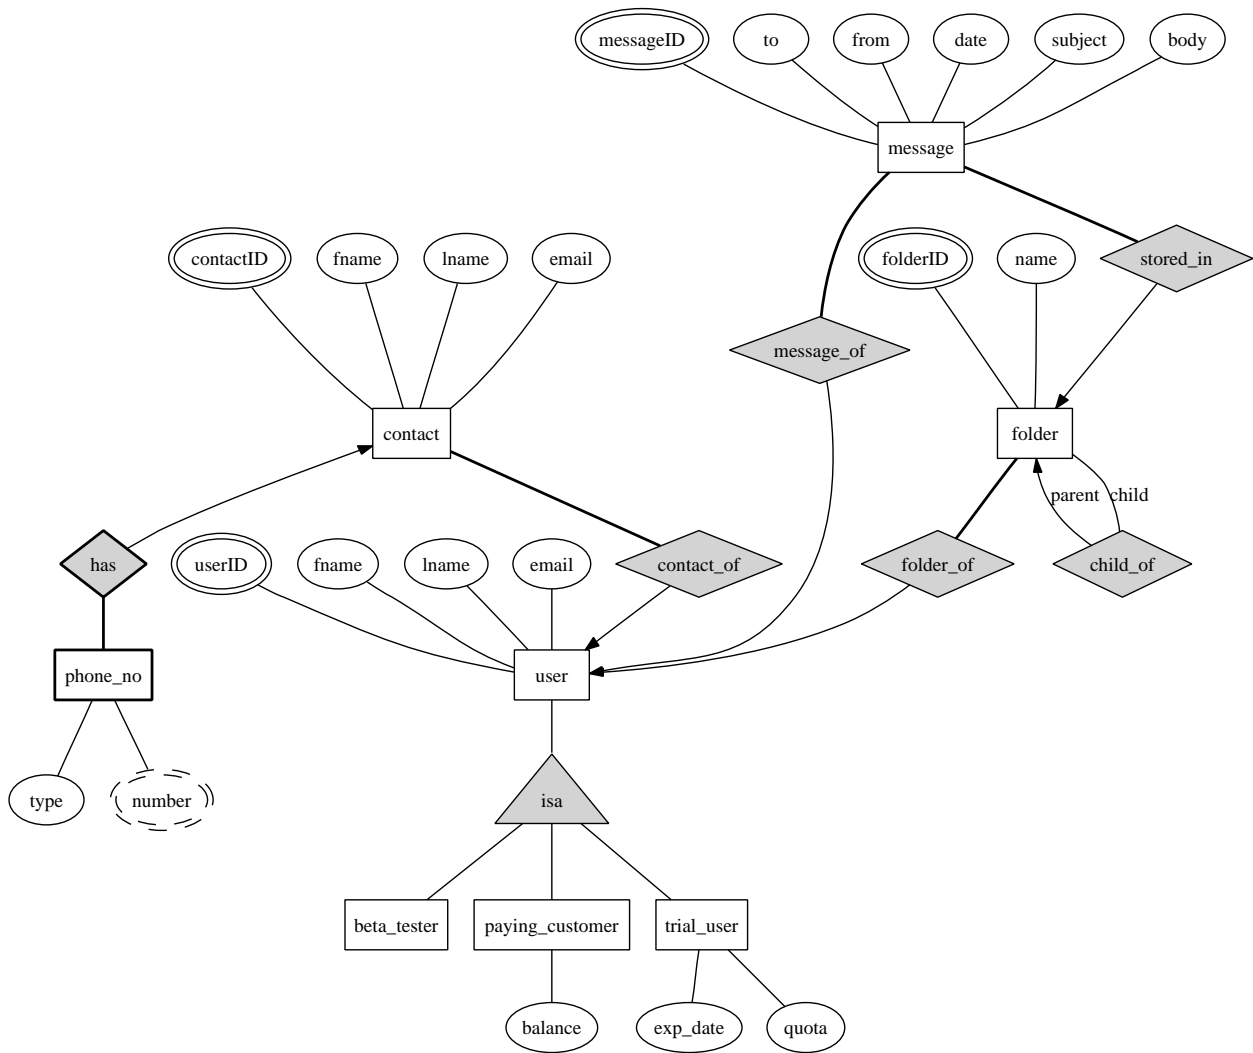 messageID
to
from
date
subject
body
message
contactID
fname
lname
email
folderID
name
stored_in
message_of
contact
folder
parent
child
has
userID
fname
lname
email
contact_of
folder_of
child_of
phone_no
user
type
number
isa
beta_tester
paying_customer
trial_user
balance
exp_date
quota